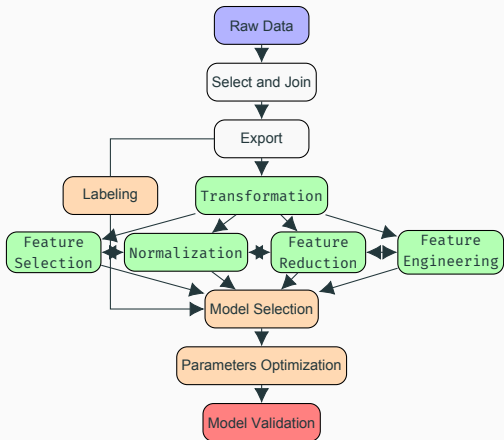 Raw Data
Select and Join
Export
Labeling
Transformation
Feature
Selection
Normalization
Feature
Reduction
Feature
Engineering
Model Selection
Parameters Optimization
Model Validation